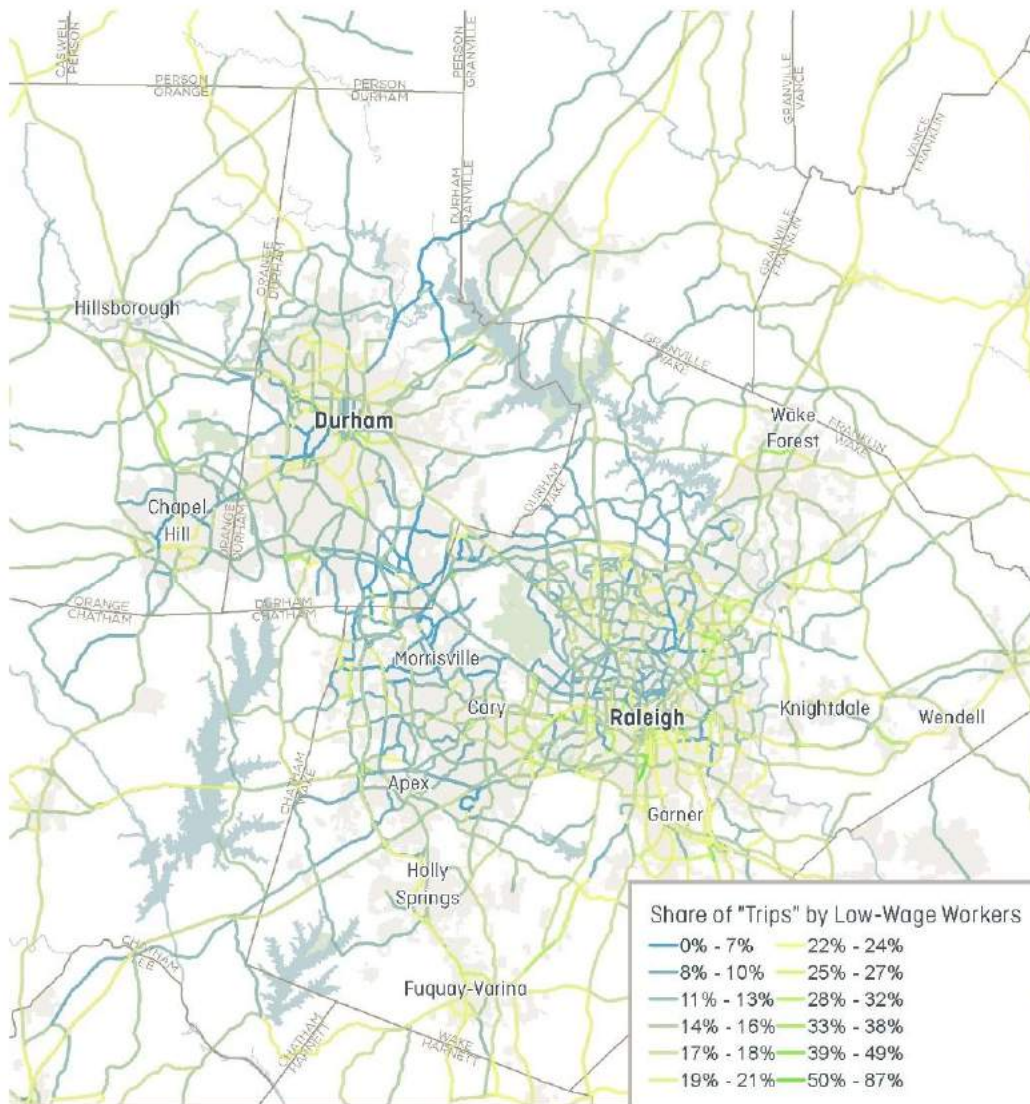 CASWELL
PERSON
PERSON
ORANGE
PERSON
DURHAM
PERSON
GRANVILLE
GRANVILLE
VANCE
VANCE
FRANKLIN
DURHAM
GRANVILLE
GRANVILLE
FRANKLIN
ORANGE
DURHAM
Hillsborough
GRANVILLE
WAKE
Durham
Wake
Forest
FRANKLIN
WAKE
DURHAM
WAKE
Chapel
Hill
ORANGE
DURHAM
ORANGE
CHATHAM
DURHAM
CHATHAM
Morrisville
Cary
Raleigh
Knightdale
Wendell
CHATHAM
WAKE
Apex
Garner
Holly
Springs
CHATHAM
LEE
Fuquay-Varina
CHATHAM
HARNETT
WAKE
HARNETT
Share of "Trips" by Low-Wage Workers
0% - 7% 22% - 24%
8% - 10% 25% - 27%
11% - 13% 28% - 32%
14% - 16% 33% - 38%
17% - 18% 39% - 49%
19% - 21% 50% - 87%